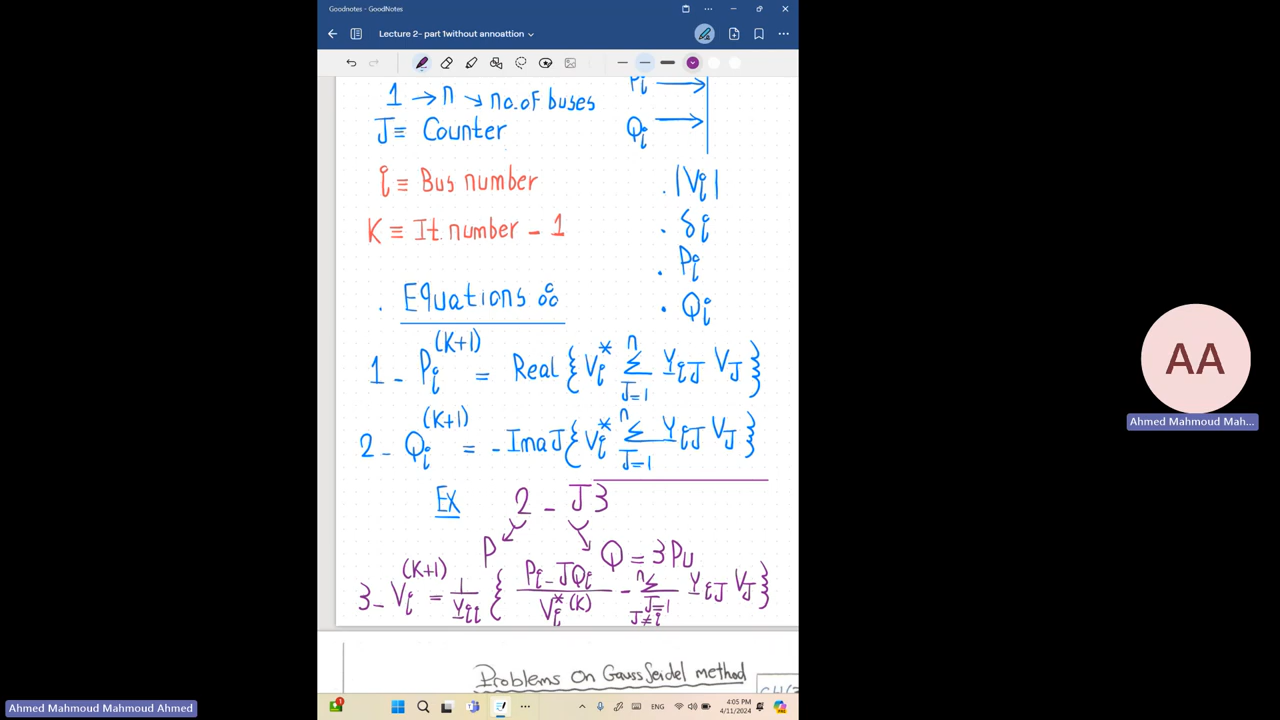 Goodnotes - GoodNotes
Lecture 2- part 1without annoattion
1 → n ↘ no. of buses
J ≡ Counter
i ≡ Bus number
K ≡ It. number - 1
Pi →
Qi →
. |Vi|
. δi
. Pi
. Qi
. Equations
1 - Pi^(K+1) = Real { Vi* Σ_{J=1}^{n} YiJ VJ }
2 - Qi^(K+1) = - ImaJ { Vi* Σ_{J=1}^{n} YiJ VJ }
EX 2 - J3
P Q = 3 Pu
3 - Vi^(K+1) = 1/Yii { (Pi - JQi)/Vi*^(K) - Σ_{J=1, J≠i}^{n} YiJ VJ }
Problems On Gauss Seidel method
AA
Ahmed Mahmoud Mah...
Ahmed Mahmoud Mahmoud Ahmed
ENG
4:05 PM
4/11/2024